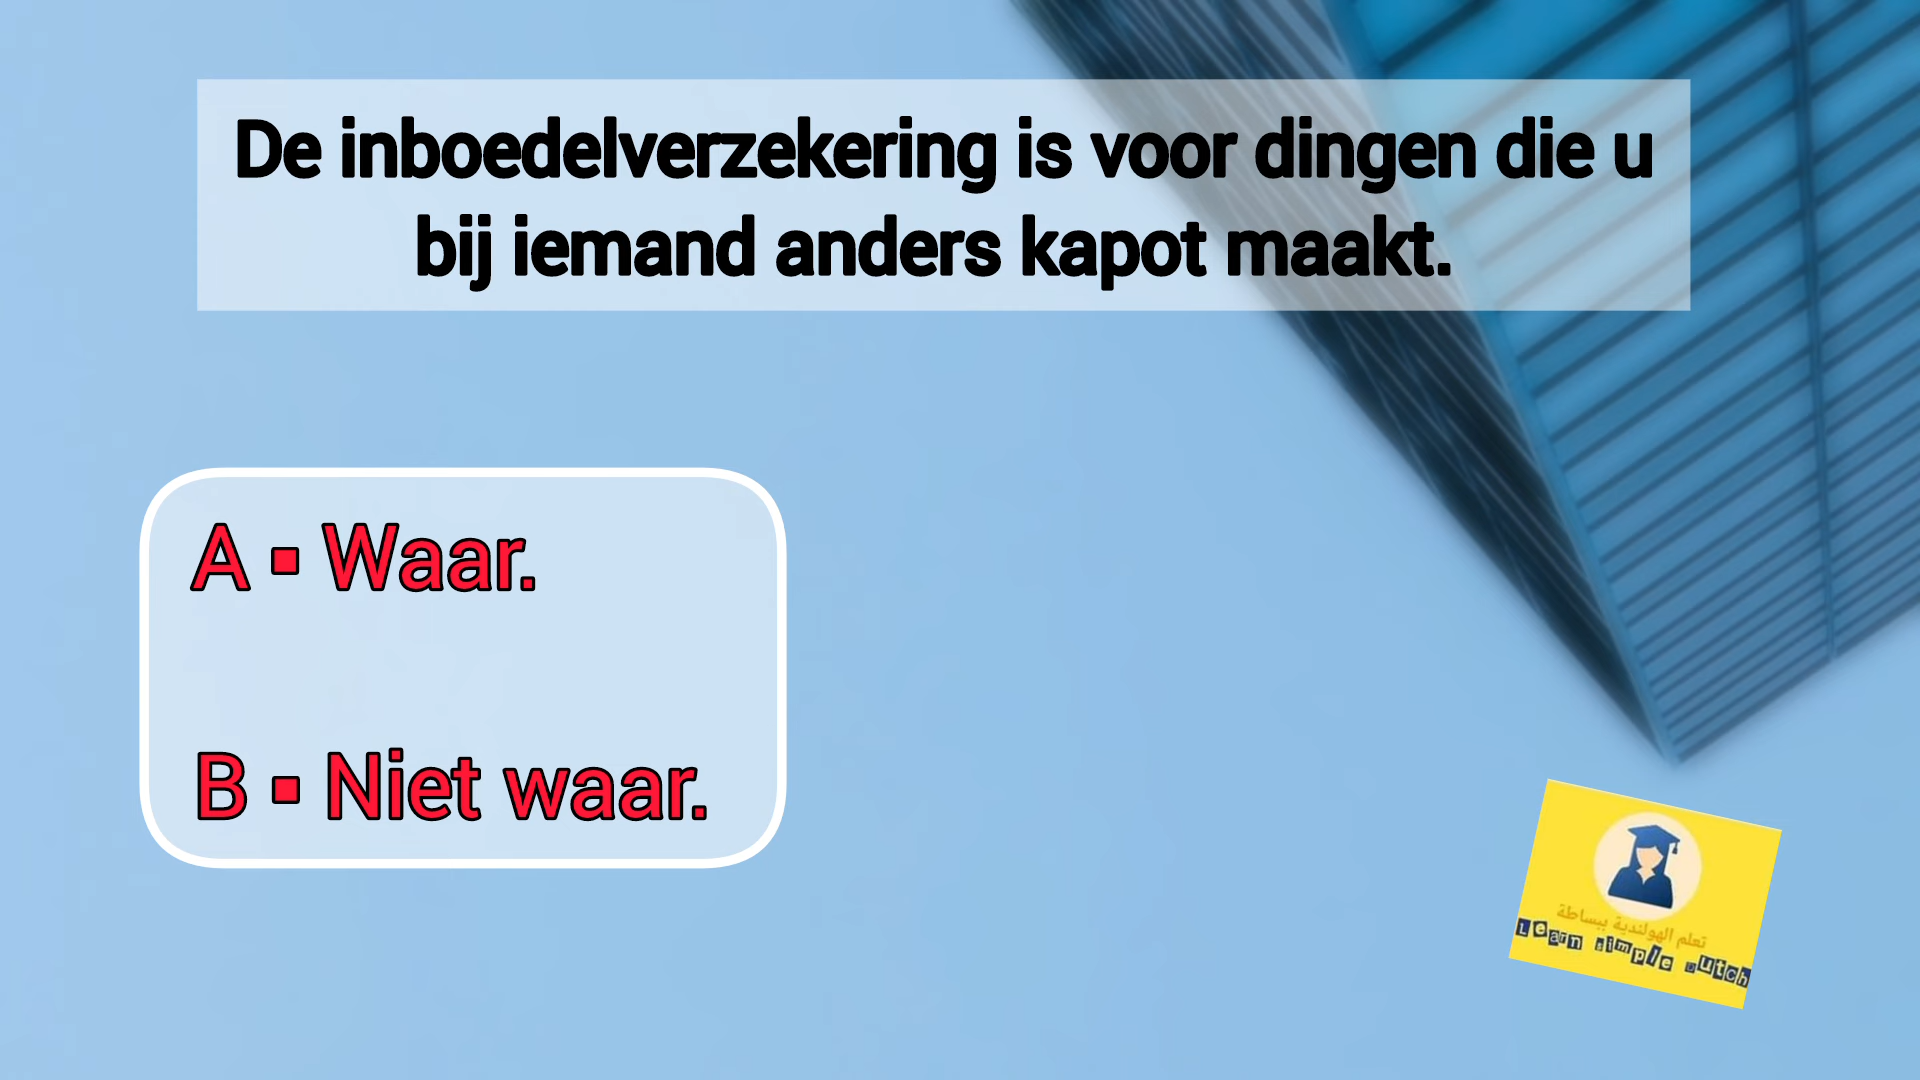 De inboedelverzekering is voor dingen die u
bij iemand anders kapot maakt.
A ▪ Waar.
B ▪ Niet waar.
تعلم الهولندية ببساطة
Learn simple Dutch